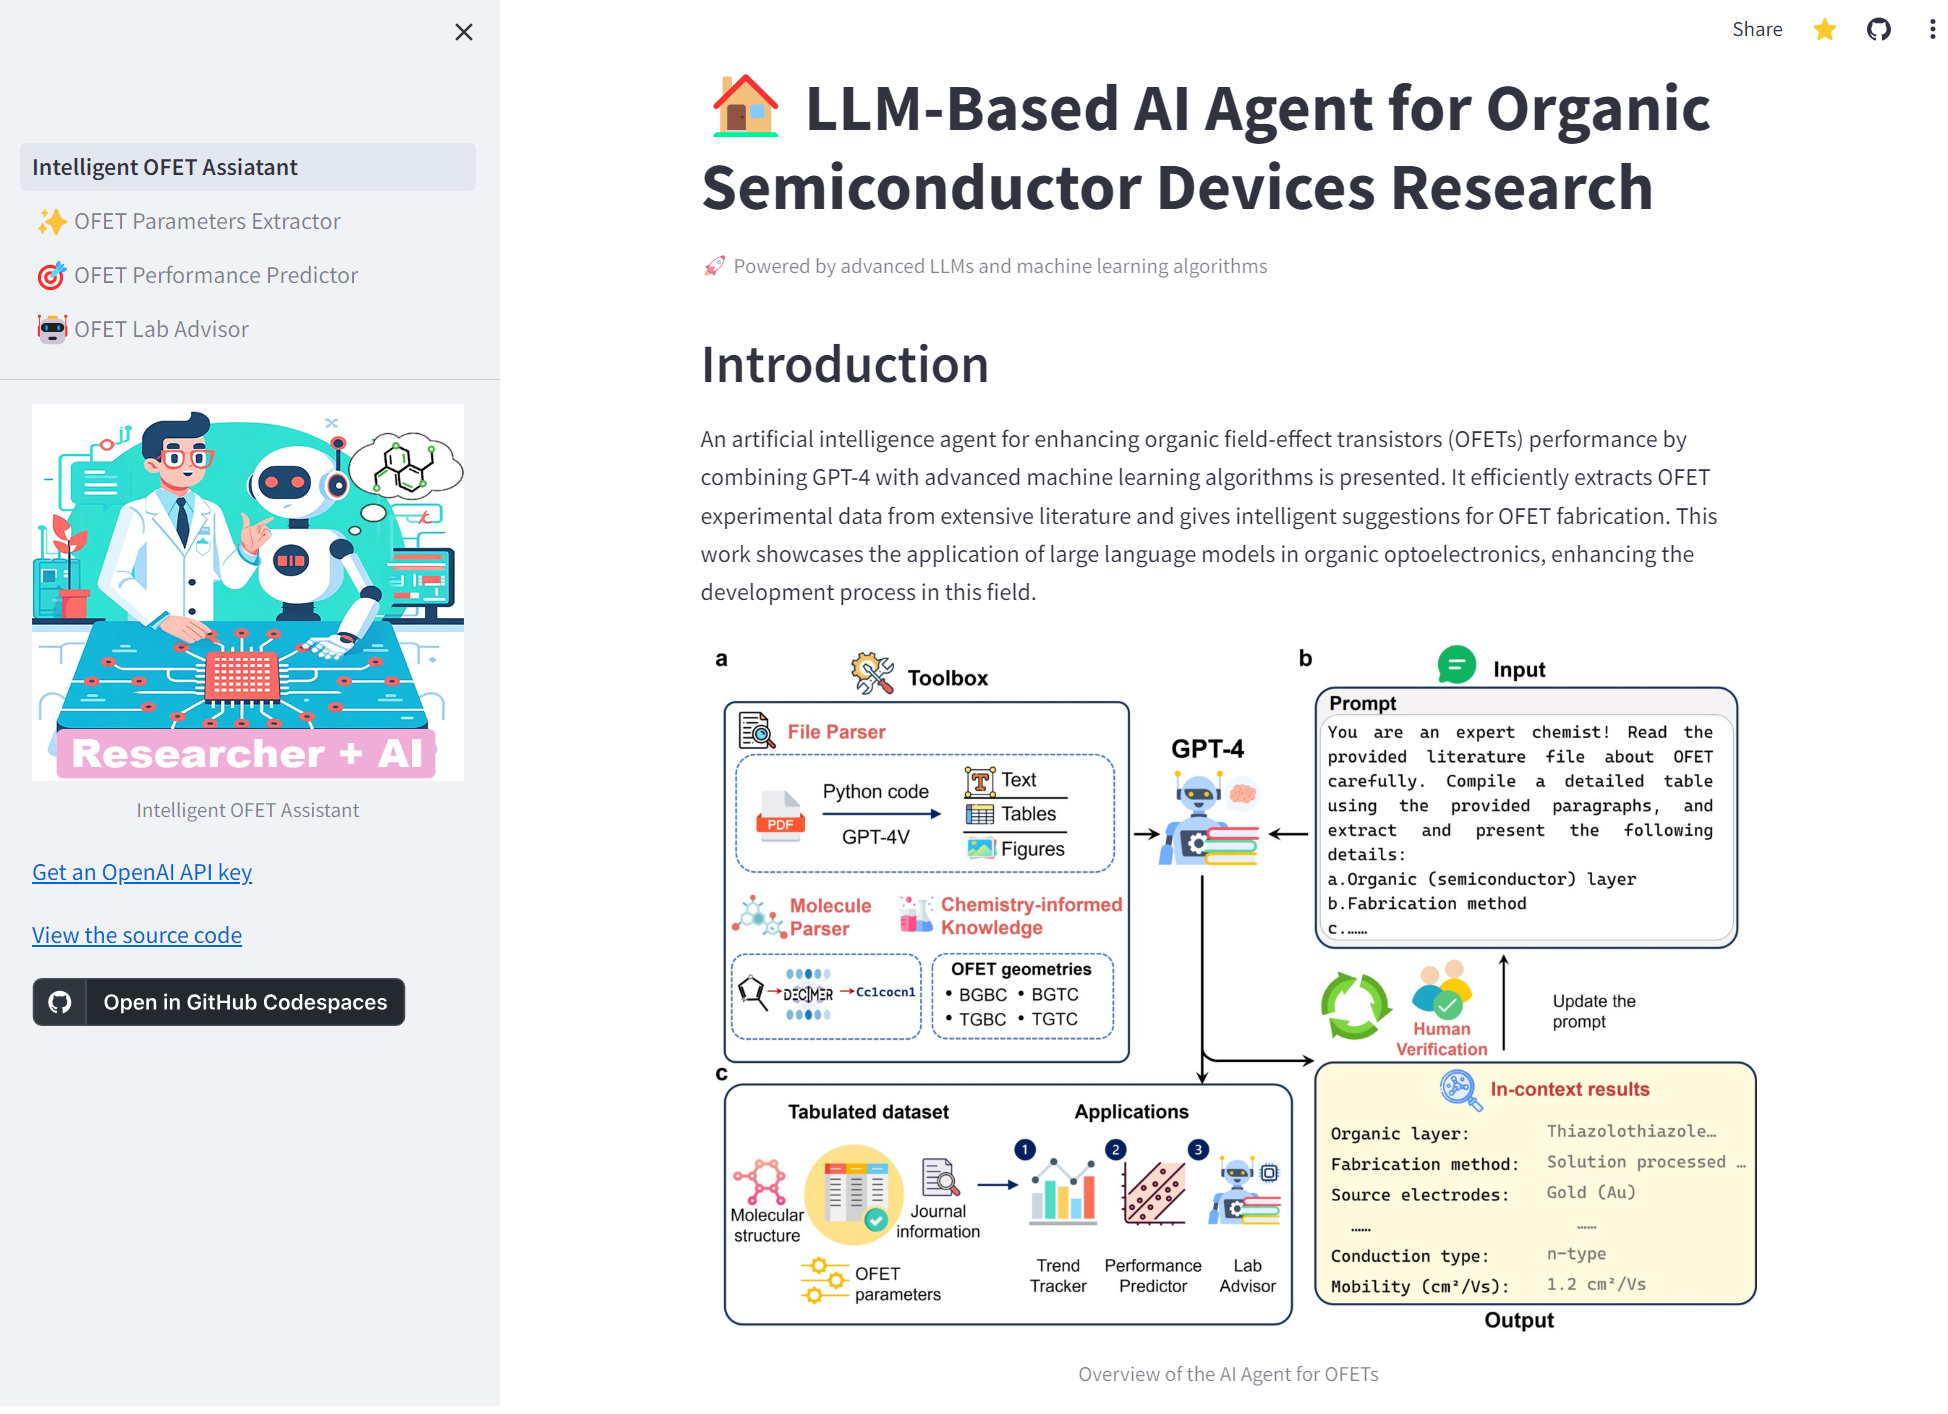 Share
Intelligent OFET Assiatant
OFET Parameters Extractor
OFET Performance Predictor
OFET Lab Advisor
Researcher + AI
Intelligent OFET Assistant
Get an OpenAI API key
View the source code
Open in GitHub Codespaces
LLM-Based AI Agent for Organic
Semiconductor Devices Research
Powered by advanced LLMs and machine learning algorithms
Introduction
An artificial intelligence agent for enhancing organic field-effect transistors (OFETs) performance by
combining GPT-4 with advanced machine learning algorithms is presented. It efficiently extracts OFET
experimental data from extensive literature and gives intelligent suggestions for OFET fabrication. This
work showcases the application of large language models in organic optoelectronics, enhancing the
development process in this field.
a
Toolbox
File Parser
PDF
Python code
GPT-4V
T Text
Tables
Figures
Molecule
Parser
Chemistry-informed
Knowledge
DECIMER
Cc1cocn1
OFET geometries
• BGBC • BGTC
• TGBC • TGTC
GPT-4
b
Input
Prompt
You are an expert chemist! Read the
provided literature file about OFET
carefully. Compile a detailed table
using the provided paragraphs, and
extract and present the following
details:
a.Organic (semiconductor) layer
b.Fabrication method
c.……
Human
Verification
Update the
prompt
In-context results
Organic layer: Thiazolothiazole…
Fabrication method: Solution processed …
Source electrodes: Gold (Au)
…… ……
Conduction type: n-type
Mobility (cm²/Vs): 1.2 cm²/Vs
Output
c
Tabulated dataset
Molecular
structure
Journal
information
OFET
parameters
Applications
1 2 3
Trend
Tracker
Performance
Predictor
Lab
Advisor
Overview of the AI Agent for OFETs